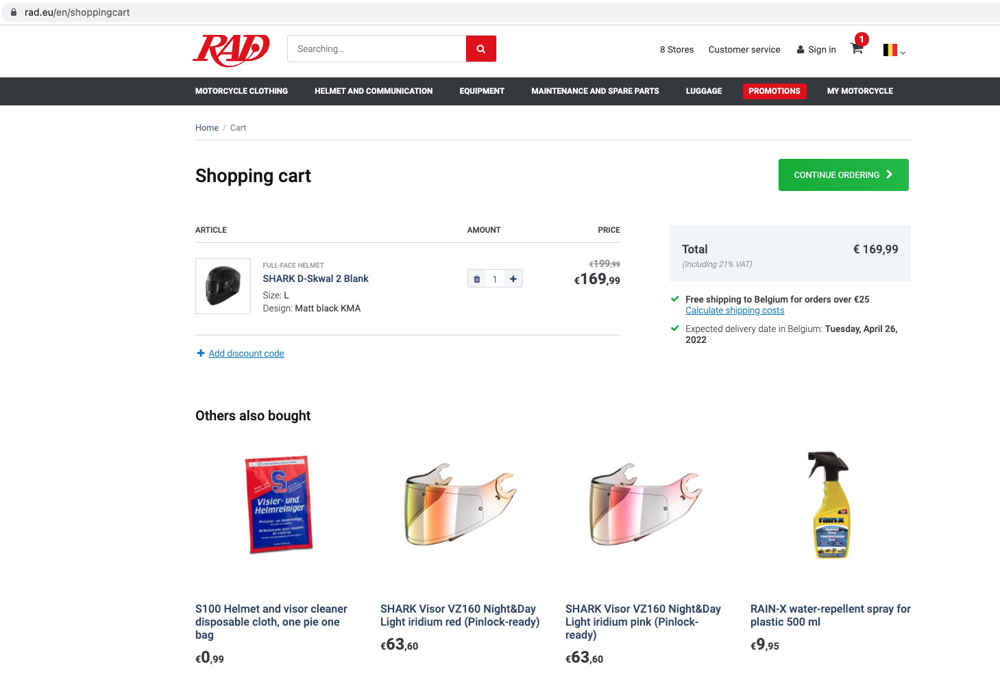 rad.eu/en/shoppingcart
RAD
Searching...
8 Stores
Customer service
Sign in
1
MOTORCYCLE CLOTHING
HELMET AND COMMUNICATION
EQUIPMENT
MAINTENANCE AND SPARE PARTS
LUGGAGE
PROMOTIONS
MY MOTORCYCLE
Home / Cart
Shopping cart
CONTINUE ORDERING
ARTICLE
AMOUNT
PRICE
FULL-FACE HELMET
SHARK D-Skwal 2 Blank
Size: L
Design: Matt black KMA
1
€199,99
€169,99
Total
€ 169,99
(Including 21% VAT)
Free shipping to Belgium for orders over €25
Calculate shipping costs
Expected delivery date in Belgium: Tuesday, April 26,
2022
Add discount code
Others also bought
S
Visier- und
Helmreiniger
rain-x
S100 Helmet and visor cleaner
disposable cloth, one pie one
bag
€0,99
SHARK Visor VZ160 Night&Day
Light iridium red (Pinlock-ready)
€63,60
SHARK Visor VZ160 Night&Day
Light iridium pink (Pinlock-
ready)
€63,60
RAIN-X water-repellent spray for
plastic 500 ml
€9,95